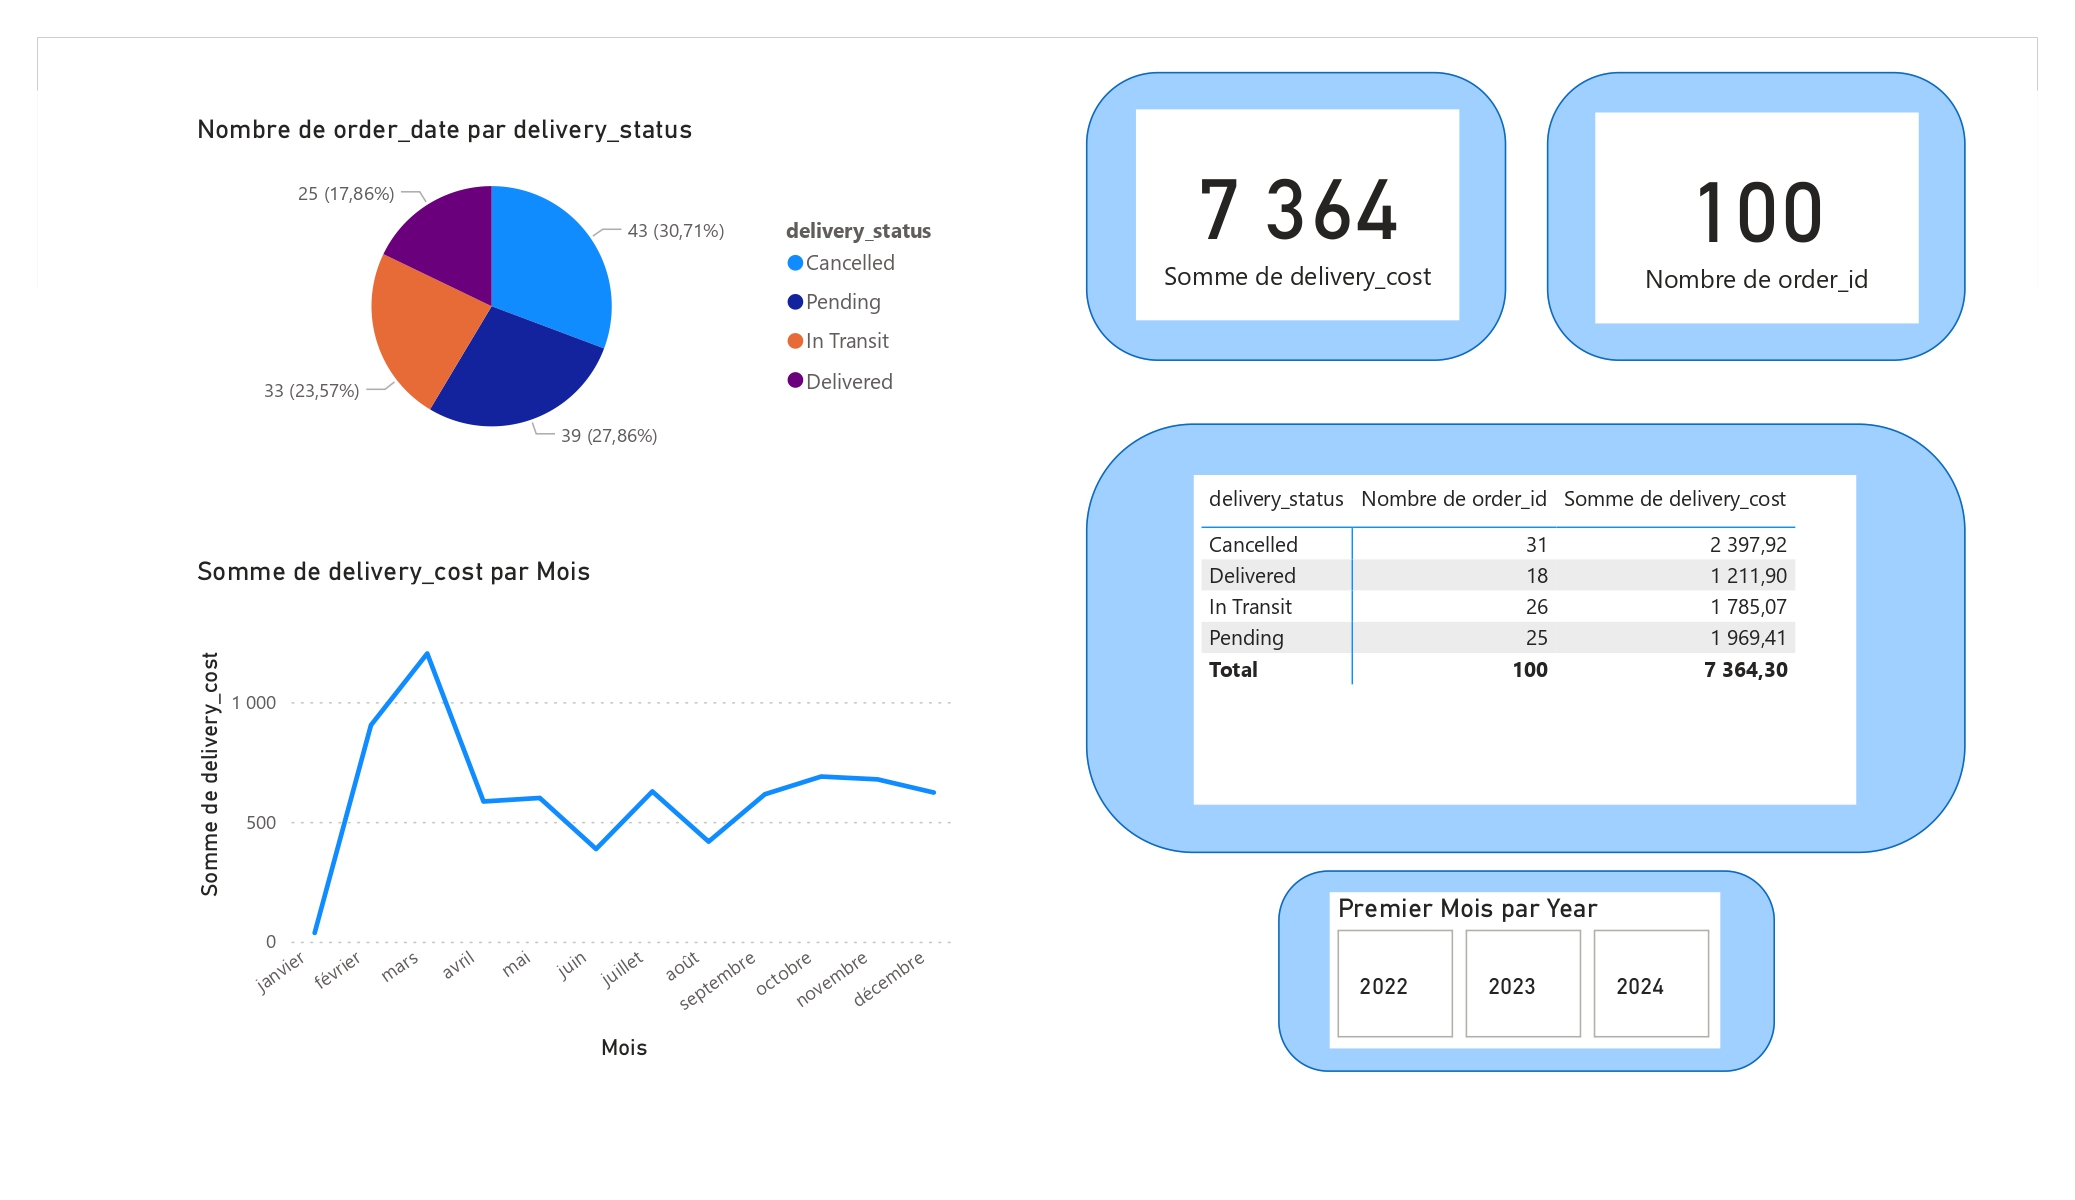 Nombre de order_date par delivery_status
25 (17,86%)
43 (30,71%)
33 (23,57%)
39 (27,86%)
delivery_status
Cancelled
Pending
In Transit
Delivered
7 364
Somme de delivery_cost
100
Nombre de order_id
delivery_status Nombre de order_id Somme de delivery_cost
Cancelled 31 2 397,92
Delivered 18 1 211,90
In Transit 26 1 785,07
Pending 25 1 969,41
Total 100 7 364,30
Somme de delivery_cost par Mois
Somme de delivery_cost
1 000
500
0
janvier février mars avril mai juin juillet août septembre octobre novembre décembre
Mois
Premier Mois par Year
2022 2023 2024